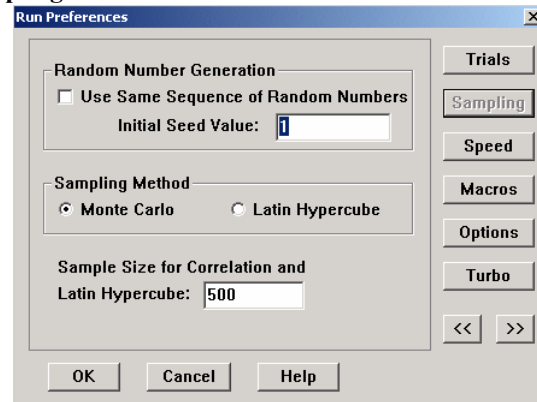 Run Preferences
Random Number Generation
Use Same Sequence of Random Numbers
Initial Seed Value: 1
Sampling Method
Monte Carlo Latin Hypercube
Sample Size for Correlation and
Latin Hypercube: 500
OK Cancel Help
Trials
Sampling
Speed
Macros
Options
Turbo
<< >>